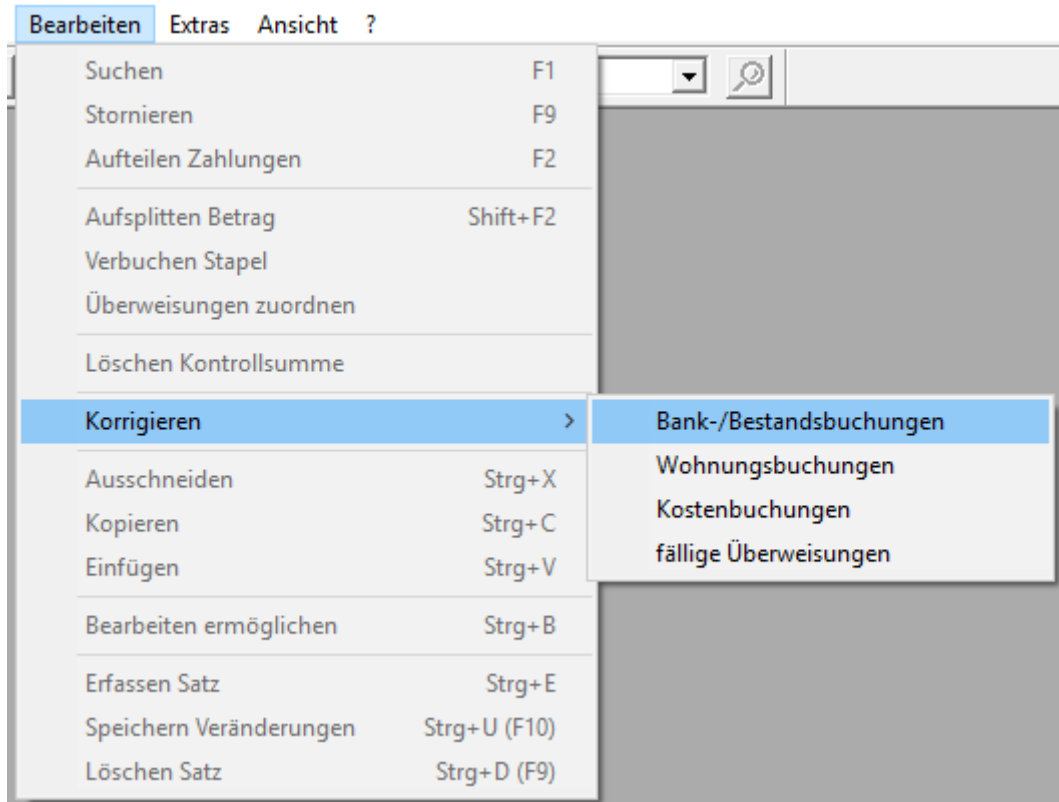 Bearbeiten Extras Ansicht ?
Suchen F1
Stornieren F9
Aufteilen Zahlungen F2
Aufsplitten Betrag Shift+F2
Verbuchen Stapel
Überweisungen zuordnen
Löschen Kontrollsumme
Korrigieren >
Bank-/Bestandsbuchungen
Wohnungsbuchungen
Kostenbuchungen
fällige Überweisungen
Ausschneiden Strg+X
Kopieren Strg+C
Einfügen Strg+V
Bearbeiten ermöglichen Strg+B
Erfassen Satz Strg+E
Speichern Veränderungen Strg+U (F10)
Löschen Satz Strg+D (F9)